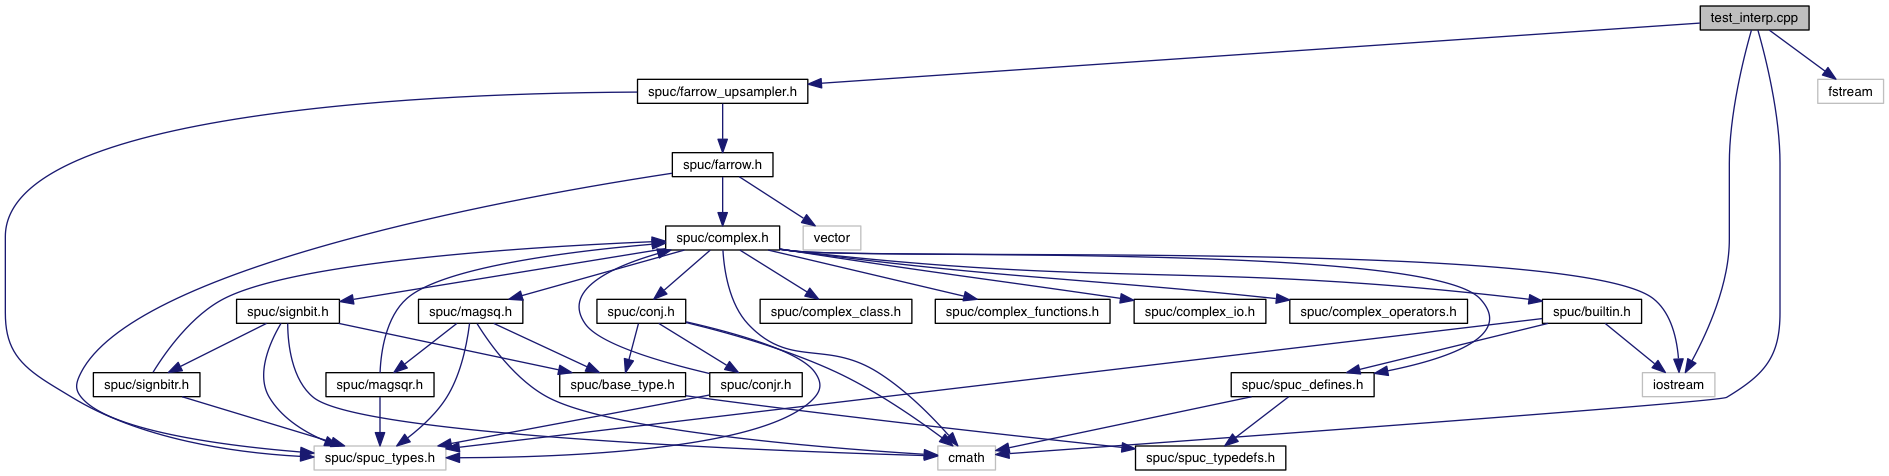 test_interp.cpp
spuc/farrow_upsampler.h
fstream
spuc/farrow.h
spuc/complex.h
vector
spuc/signbit.h
spuc/magsq.h
spuc/conj.h
spuc/complex_class.h
spuc/complex_functions.h
spuc/complex_io.h
spuc/complex_operators.h
spuc/builtin.h
spuc/signbitr.h
spuc/magsqr.h
spuc/base_type.h
spuc/conjr.h
spuc/spuc_defines.h
iostream
spuc/spuc_types.h
cmath
spuc/spuc_typedefs.h